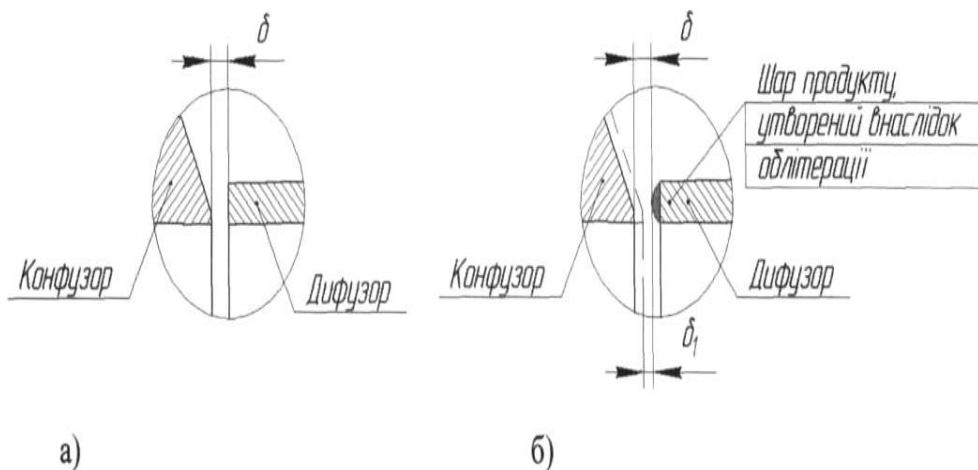 δ
Конфузор
Дифузор
а)
δ
Шар продукту,
утворений внаслідок
облітерації
Конфузор
Дифузор
δ₁
б)